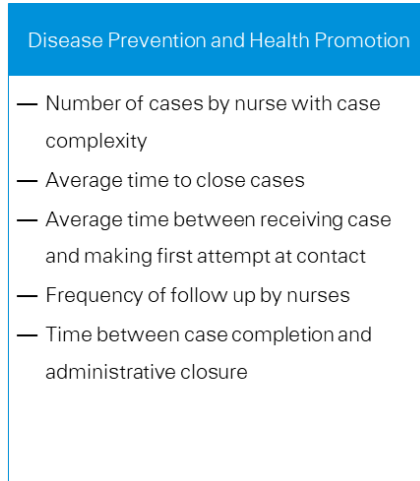 Disease Prevention and Health Promotion
— Number of cases by nurse with case
complexity
— Average time to close cases
— Average time between receiving case
and making first attempt at contact
— Frequency of follow up by nurses
— Time between case completion and
administrative closure